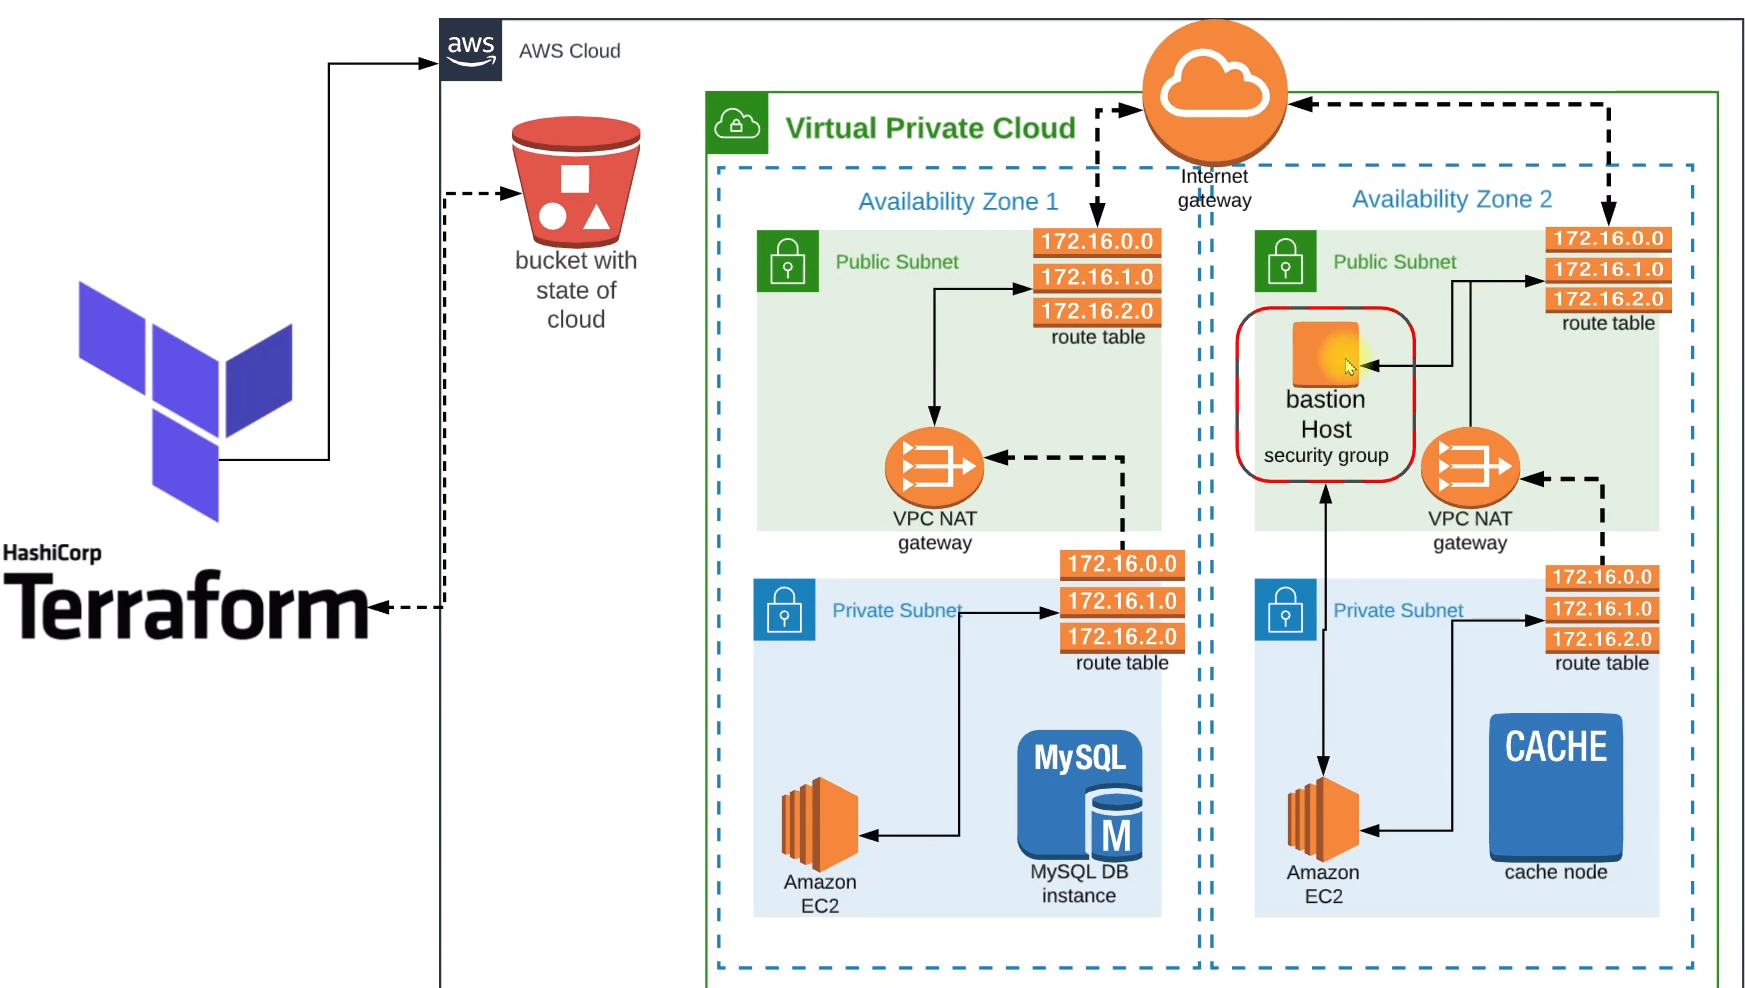 aws
AWS Cloud
Virtual Private Cloud
Internet
gateway
bucket with
state of
cloud
HashiCorp
Terraform
Availability Zone 1
Public Subnet
172.16.0.0
172.16.1.0
172.16.2.0
route table
VPC NAT
gateway
Private Subnet
172.16.0.0
172.16.1.0
172.16.2.0
route table
Amazon
EC2
MySQL
M
MySQL DB
instance
Availability Zone 2
Public Subnet
172.16.0.0
172.16.1.0
172.16.2.0
route table
bastion
Host
security group
VPC NAT
gateway
Private Subnet
172.16.0.0
172.16.1.0
172.16.2.0
route table
Amazon
EC2
CACHE
cache node